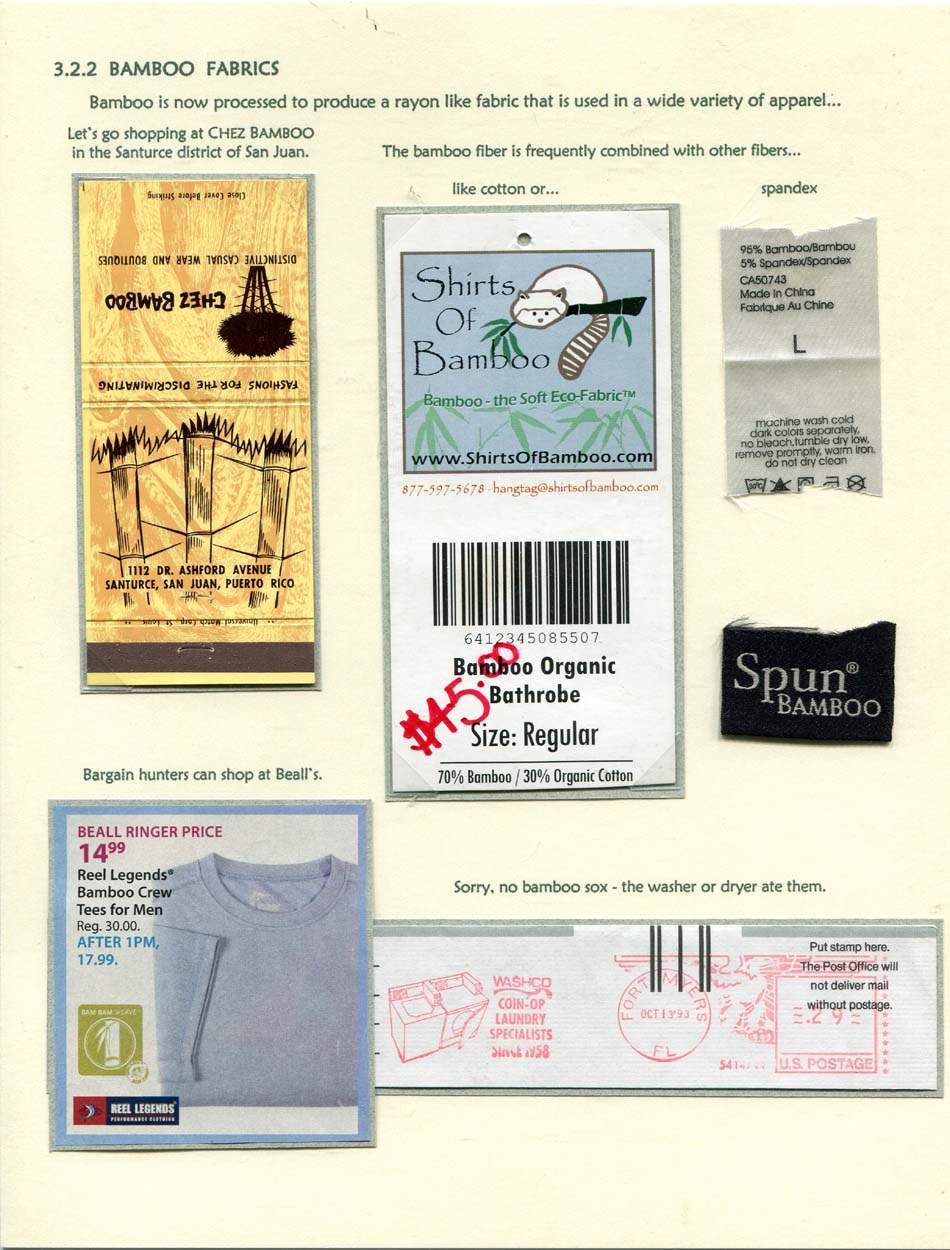 3.2.2 BAMBOO FABRICS
Bamboo is now processed to produce a rayon like fabric that is used in a wide variety of apparel...
Let's go shopping at CHEZ BAMBOO
in the Santurce district of San Juan.
The bamboo fiber is frequently combined with other fibers...
like cotton or...
spandex
Close Cover Before Striking
DISTINCTIVE CASUAL WEAR AND BOUTIQUES
CHEZ BAMBOO
FASHIONS FOR THE DISCRIMINATING
1112 DR. ASHFORD AVENUE
SANTURCE, SAN JUAN, PUERTO RICO
Universal Match Corp. St. Louis
Shirts
Of
Bamboo
Bamboo - the Soft Eco-Fabric™
www.ShirtsOfBamboo.com
877-597-5678 · hangtag@shirtsofbamboo.com
6412345085507
Bamboo Organic
Bathrobe
$45.00
Size: Regular
70% Bamboo / 30% Organic Cotton
95% Bamboo/Bambou
5% Spandex/Spandex
CA50743
Made In China
Fabrique Au Chine
L
machine wash cold
dark colors separately,
no bleach,tumble dry low,
remove promptly, warm iron,
do not dry clean
30°C
Spun®
BAMBOO
Bargain hunters can shop at Beall's.
BEALL RINGER PRICE
14⁹⁹
Reel Legends®
Bamboo Crew
Tees for Men
Reg. 30.00.
AFTER 1PM,
17.99.
BAM BAM WEAVE
REEL LEGENDS
PERFORMANCE CLOTHING
Sorry, no bamboo sox - the washer or dryer ate them.
WASHCO
COIN-OP
LAUNDRY
SPECIALISTS
SINCE 1958
FORT MYERS
OCT 13'93
FL
Put stamp here.
The Post Office will
not deliver mail
without postage.
.29
U.S. POSTAGE